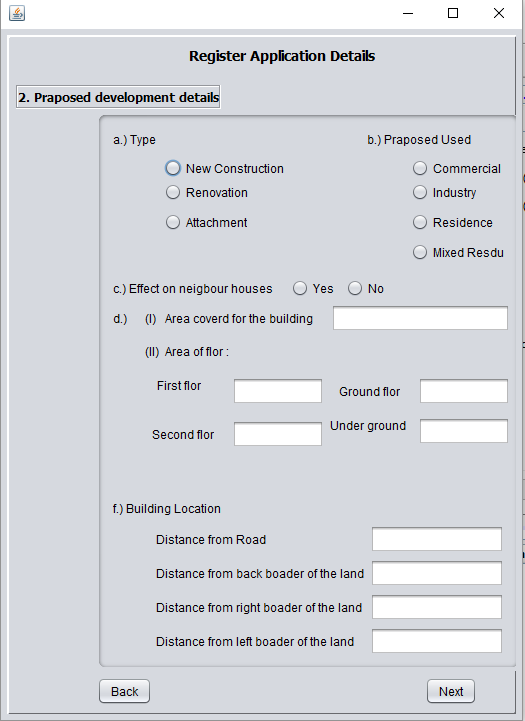 Register Application Details
2. Praposed development details
a.) Type
b.) Praposed Used
New Construction
Commercial
Renovation
Industry
Attachment
Residence
Mixed Resdu
c.) Effect on neigbour houses
Yes
No
d.) (I) Area coverd for the building
(II) Area of flor :
First flor
Ground flor
Second flor
Under ground
f.) Building Location
Distance from Road
Distance from back boader of the land
Distance from right boader of the land
Distance from left boader of the land
Back
Next